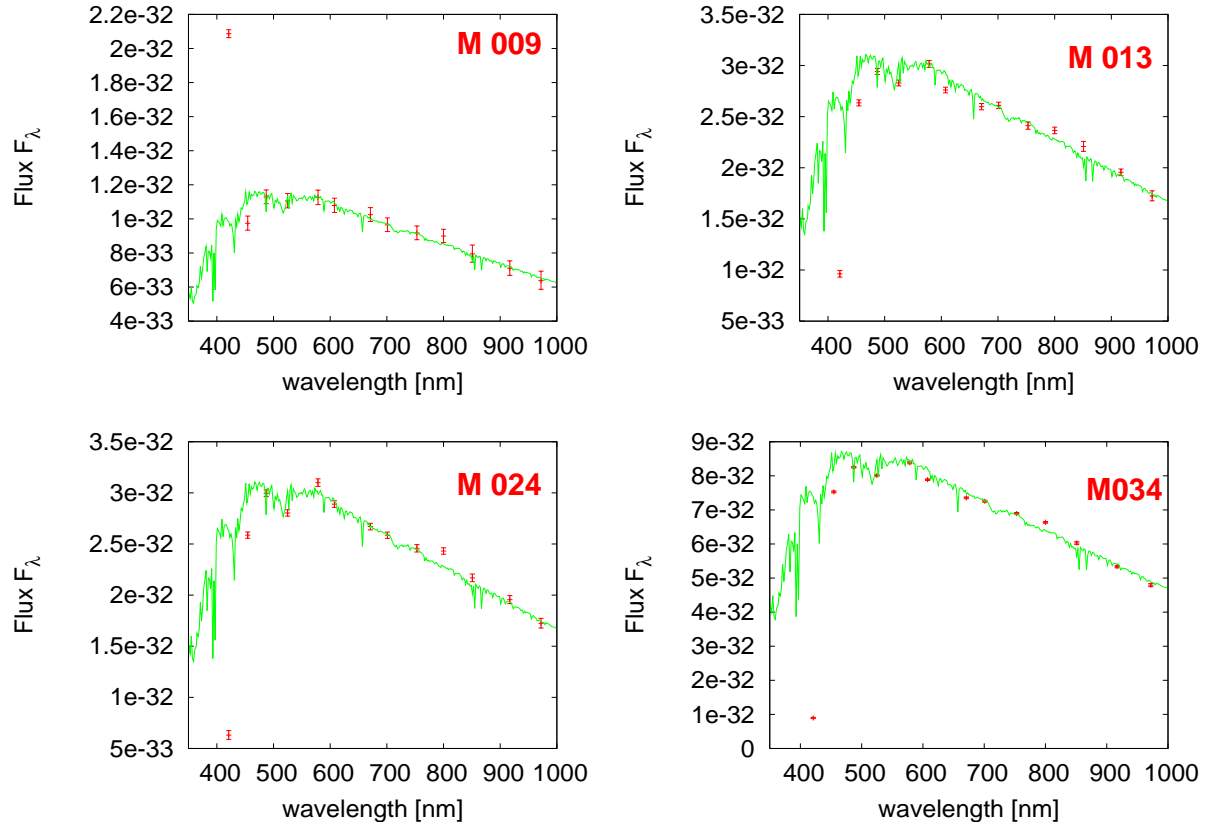 M 009
Flux Fλ
2.2e-32
2e-32
1.8e-32
1.6e-32
1.4e-32
1.2e-32
1e-32
8e-33
6e-33
4e-33
400 500 600 700 800 900 1000
wavelength [nm]
M 013
Flux Fλ
3.5e-32
3e-32
2.5e-32
2e-32
1.5e-32
1e-32
5e-33
400 500 600 700 800 900 1000
wavelength [nm]
M 024
Flux Fλ
3.5e-32
3e-32
2.5e-32
2e-32
1.5e-32
1e-32
5e-33
400 500 600 700 800 900 1000
wavelength [nm]
M034
Flux Fλ
9e-32
8e-32
7e-32
6e-32
5e-32
4e-32
3e-32
2e-32
1e-32
0
400 500 600 700 800 900 1000
wavelength [nm]